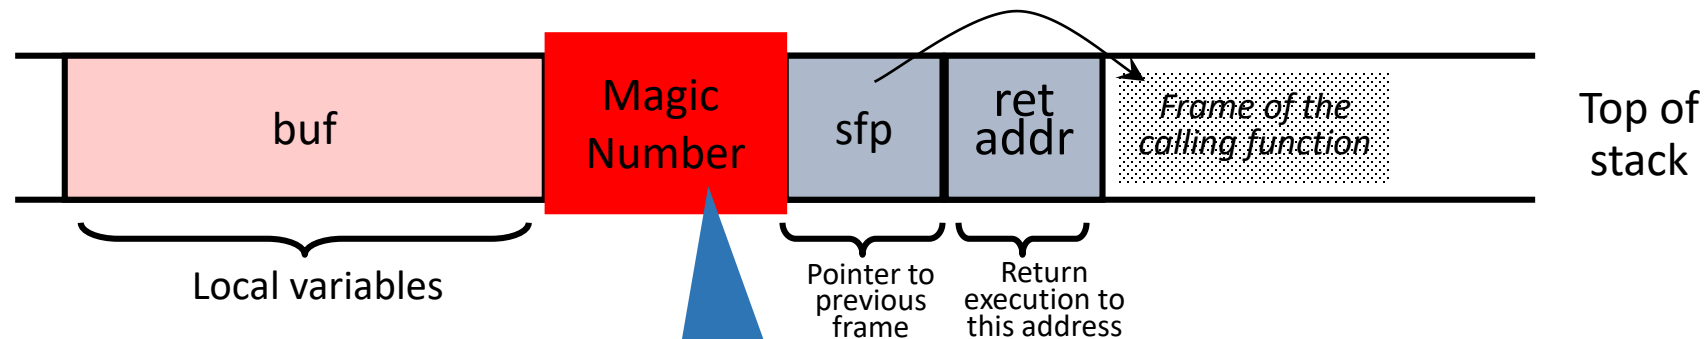 buf
Magic
Number
sfp
ret
addr
Frame of the
calling function
Top of
stack
Local variables
Pointer to
previous
frame
Return
execution to
this address